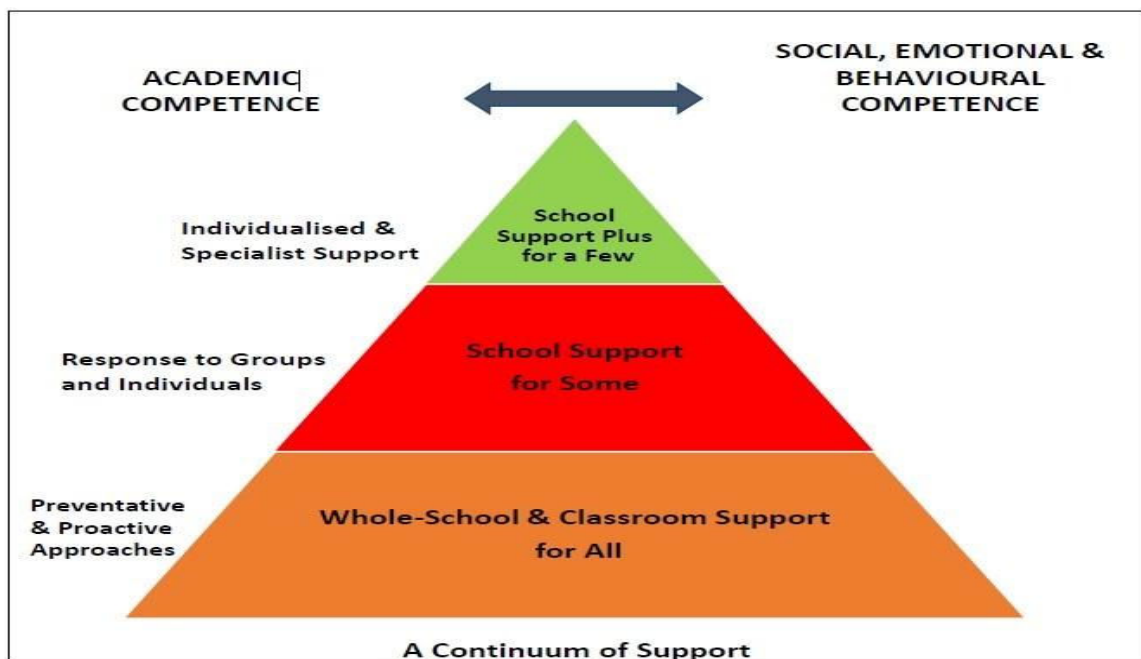 ACADEMIC
COMPETENCE
SOCIAL, EMOTIONAL &
BEHAVIOURAL
COMPETENCE
Individualised &
Specialist Support
School
Support Plus
for a Few
Response to Groups
and Individuals
School Support
for Some
Preventative
& Proactive
Approaches
Whole-School & Classroom Support
for All
A Continuum of Support